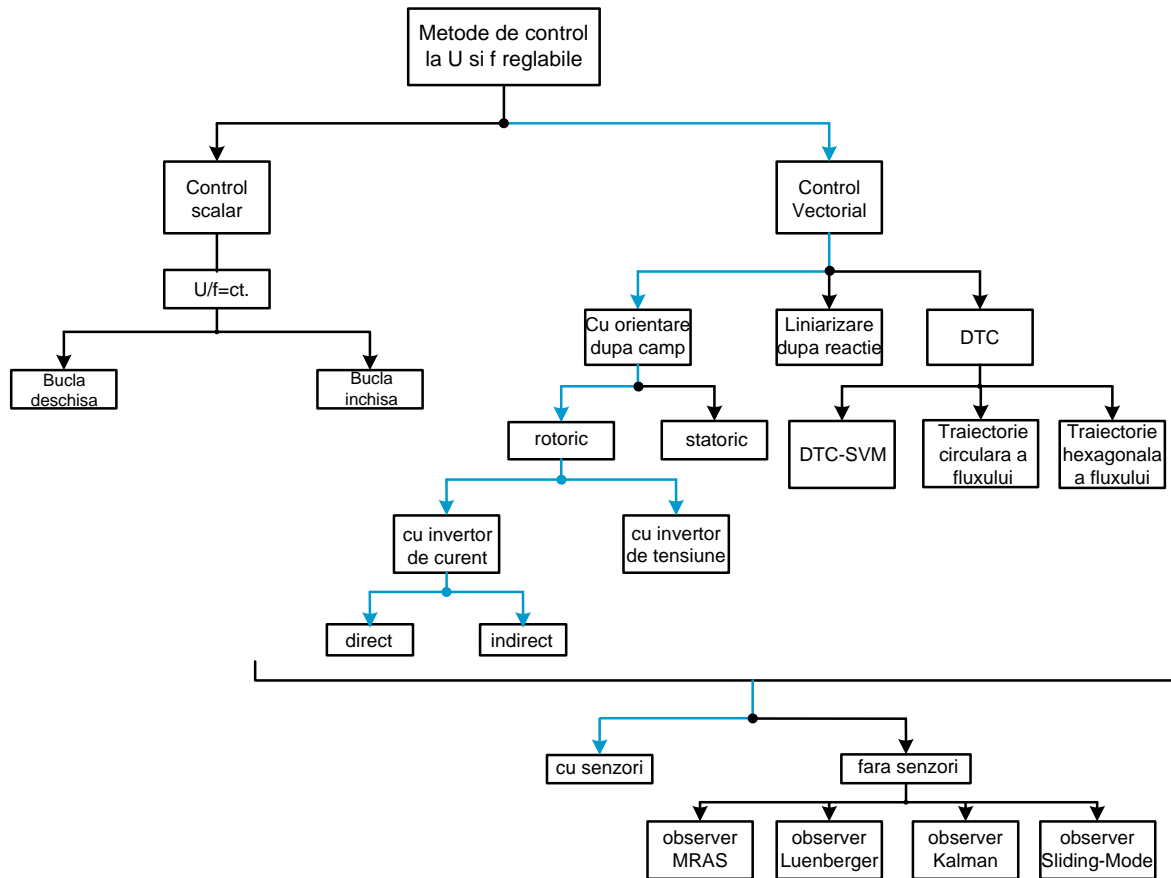 Metode de control
la U si f reglabile
Control
scalar
Control
Vectorial
U/f=ct.
Bucla
deschisa
Bucla
inchisa
Cu orientare
dupa camp
Liniarizare
dupa reactie
DTC
rotoric
statoric
DTC-SVM
Traiectorie
circulara a
fluxului
Traiectorie
hexagonala
a fluxului
cu invertor
de curent
cu invertor
de tensiune
direct
indirect
cu senzori
fara senzori
observer
MRAS
observer
Luenberger
observer
Kalman
observer
Sliding-Mode